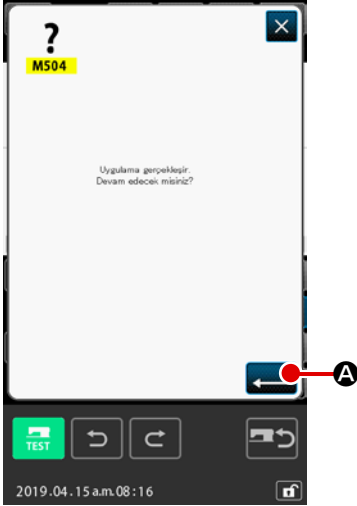 ?
M504
Uygulama gerçekleşir.
Devam edecek misiniz?
A
TEST
2019.04.15 a.m. 08:16